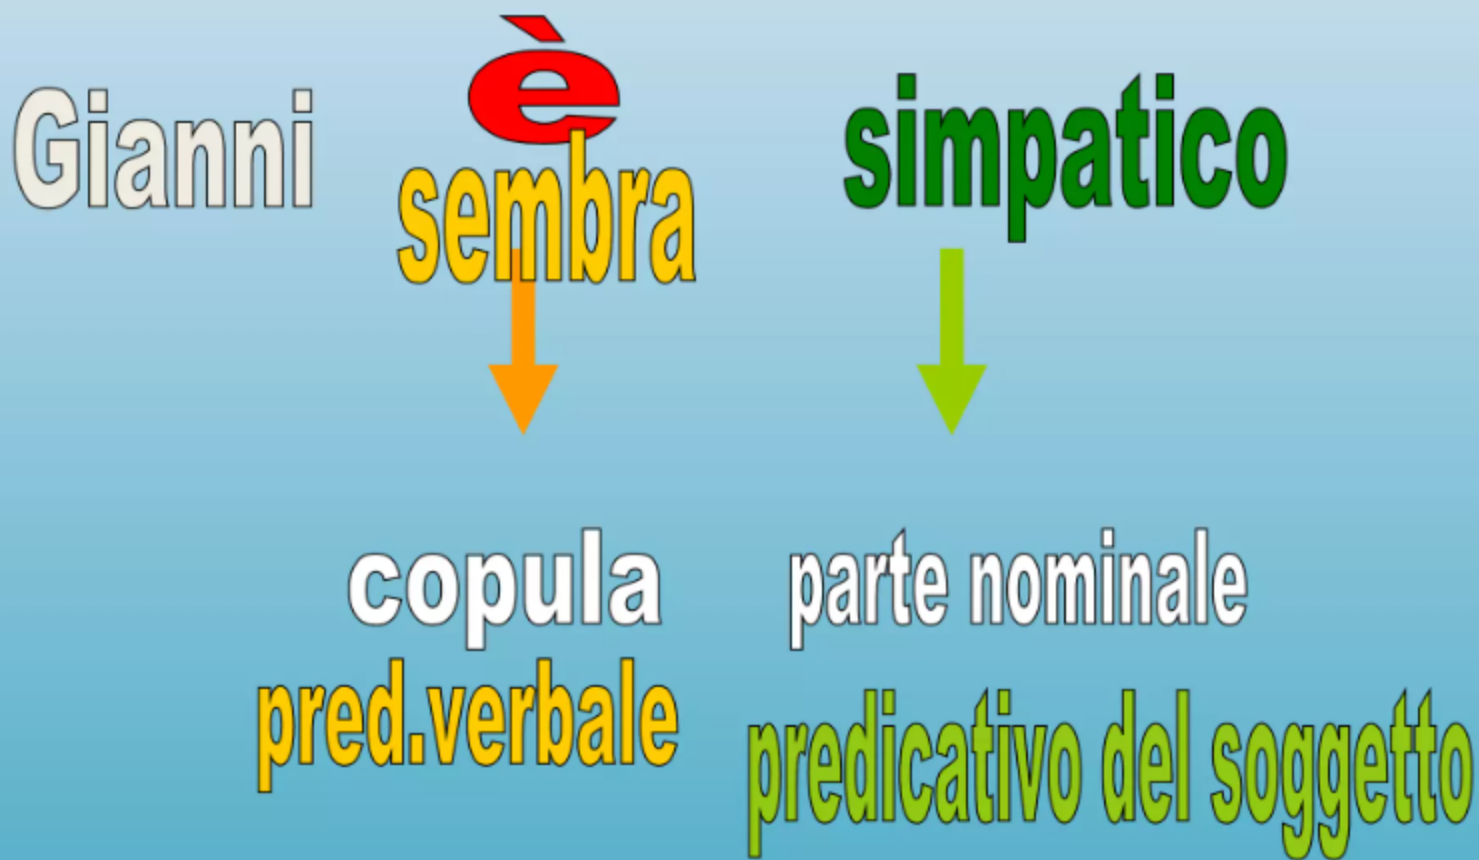 Gianni è simpatico
sembra
copula parte nominale
pred.verbale predicativo del soggetto